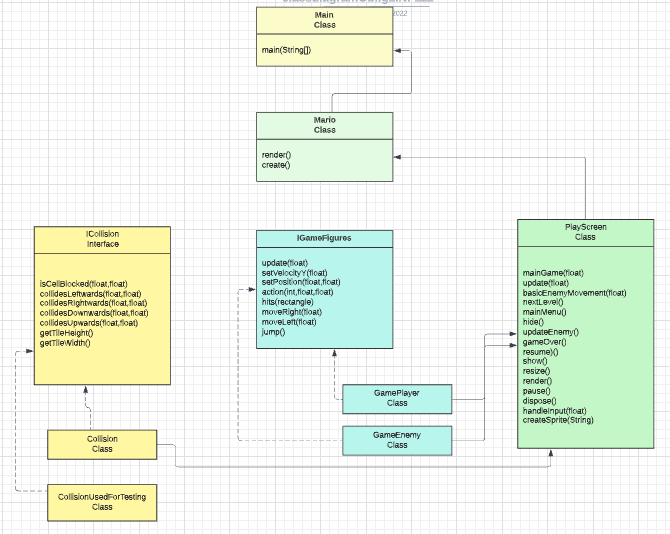 2022
Main
Class
main(String[])
Mario
Class
render()
create()
ICollision
Interface
isCellBlocked(float,float)
collidesLeftwards(float,float)
collidesRightwards(float,float)
collidesDownwards(float,float)
collidesUpwards(float,float)
getTileHeight()
getTileWidth()
IGameFigures
update(float)
setVelocityY(float)
setPosition(float,float)
action(int,float,float)
hits(rectangle)
moveRight(float)
moveLeft(float)
jump()
PlayScreen
Class
mainGame(float)
update(float)
basicEnemyMovement(float)
nextLevel()
mainMenu()
hide()
updateEnemy()
gameOver()
resume)()
show()
resize()
render()
pause()
dispose()
handleInput(float)
createSprite(String)
GamePlayer
Class
GameEnemy
Class
Collision
Class
CollisionUsedForTesting
Class